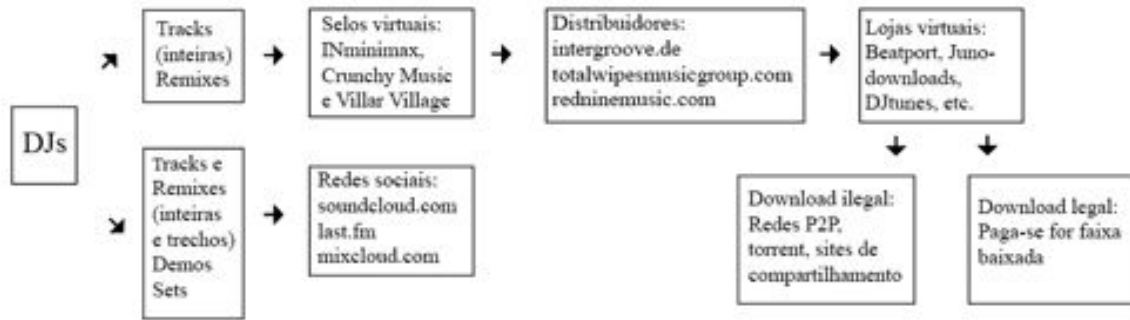 DJs
Tracks
(inteiras)
Remixes
Selos virtuais:
INminimax,
Crunchy Music
e Villar Village
Distribuidores:
intergroove.de
totalwipesmusicgroup.com
redninemusic.com
Lojas virtuais:
Beatport, Juno-
downloads,
DJtunes, etc.
Tracks e
Remixes
(inteiras
e trechos)
Demos
Sets
Redes sociais:
soundcloud.com
last.fm
mixcloud.com
Download ilegal:
Redes P2P,
torrent, sites de
compartilhamento
Download legal:
Paga-se for faixa
baixada